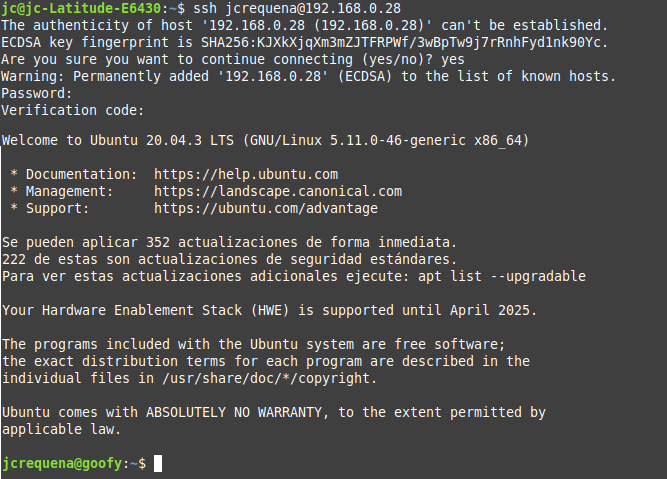 jc@jc-Latitude-E6430:~$ ssh jcrequena@192.168.0.28
The authenticity of host '192.168.0.28 (192.168.0.28)' can't be established.
ECDSA key fingerprint is SHA256:KJXkXjqXm3mZJTFRPWf/3wBpTw9j7rRnhFyd1nk90Yc.
Are you sure you want to continue connecting (yes/no)? yes
Warning: Permanently added '192.168.0.28' (ECDSA) to the list of known hosts.
Password:
Verification code:
Welcome to Ubuntu 20.04.3 LTS (GNU/Linux 5.11.0-46-generic x86_64)
* Documentation:  https://help.ubuntu.com
* Management:     https://landscape.canonical.com
* Support:        https://ubuntu.com/advantage
Se pueden aplicar 352 actualizaciones de forma inmediata.
222 de estas son actualizaciones de seguridad estándares.
Para ver estas actualizaciones adicionales ejecute: apt list --upgradable
Your Hardware Enablement Stack (HWE) is supported until April 2025.
The programs included with the Ubuntu system are free software;
the exact distribution terms for each program are described in the
individual files in /usr/share/doc/*/copyright.
Ubuntu comes with ABSOLUTELY NO WARRANTY, to the extent permitted by
applicable law.
jcrequena@goofy:~$